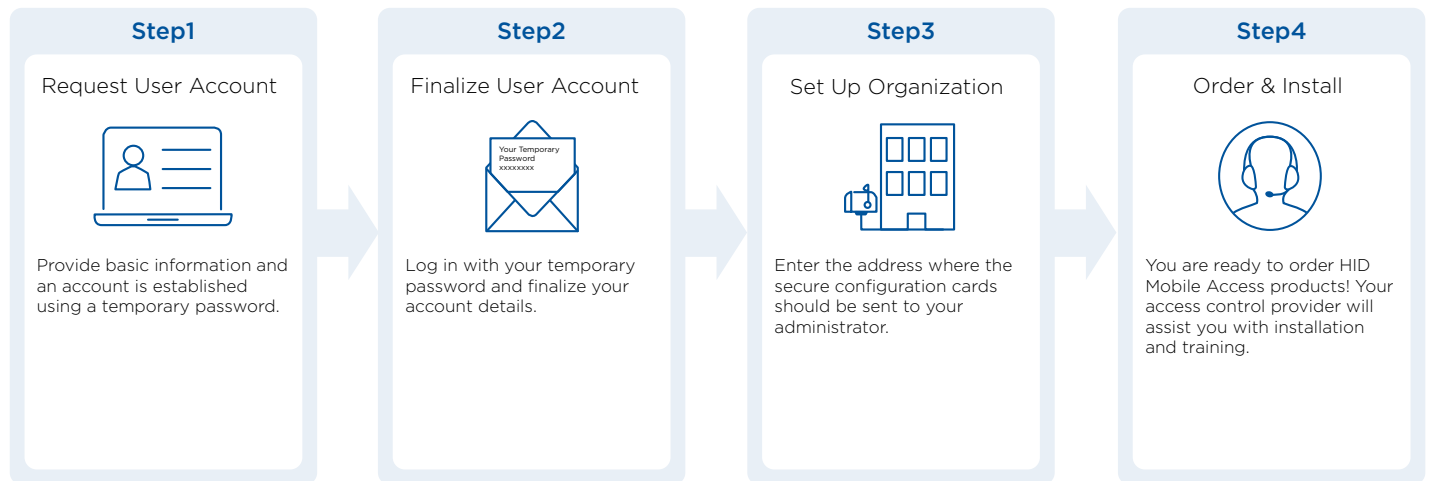 Step1
Request User Account
Provide basic information and
an account is established
using a temporary password.
Step2
Finalize User Account
Your Temporary
Password
xxxxxxxx
Log in with your temporary
password and finalize your
account details.
Step3
Set Up Organization
Enter the address where the
secure configuration cards
should be sent to your
administrator.
Step4
Order & Install
You are ready to order HID
Mobile Access products! Your
access control provider will
assist you with installation
and training.